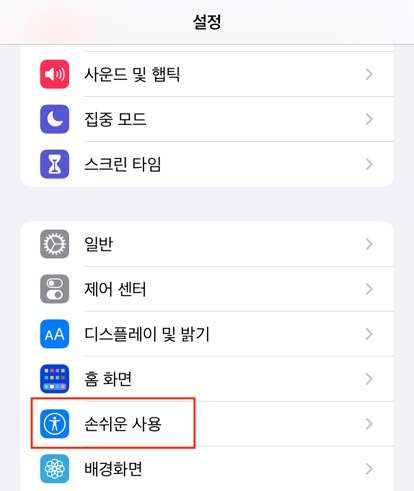 설정
사운드 및 햅틱
집중 모드
스크린 타임
일반
제어 센터
AA 디스플레이 및 밝기
홈 화면
손쉬운 사용
배경화면